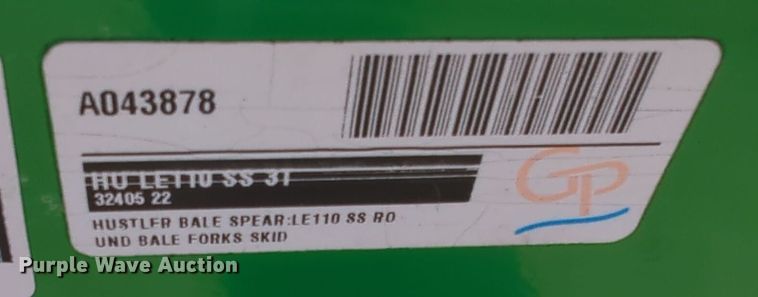 A043878
HU LE110 SS 3T
32405 22
HUSTLER BALE SPEAR:LE110 SS RO
UND BALE FORKS SKID
GP
Purple Wave Auction